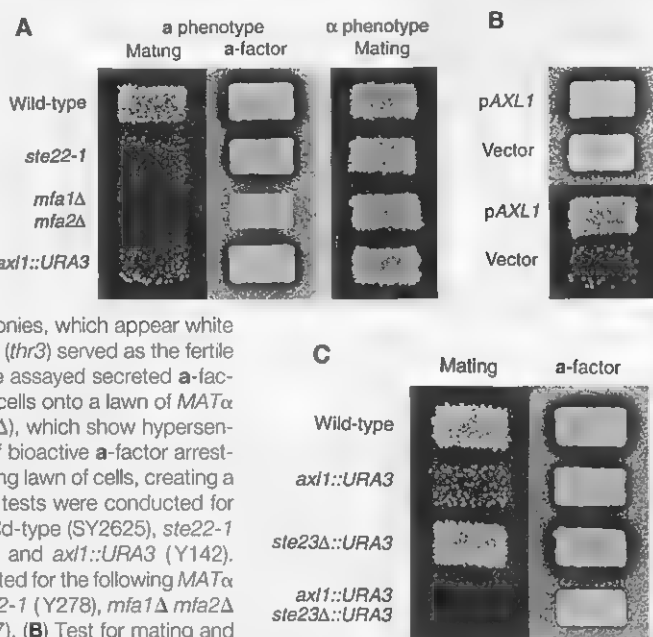 A
a phenotype
α phenotype
Mating
a-factor
Mating
Wild-type
ste22-1
mfa1Δ
mfa2Δ
axl1::URA3
B
pAXL1
Vector
pAXL1
Vector
onies, which appear white
(thr3) served as the fertile
e assayed secreted a-fac-
cells onto a lawn of MATα
Δ), which show hypersen-
f bioactive a-factor arrest-
ng lawn of cells, creating a
tests were conducted for
d-type (SY2625), ste22-1
and axl1::URA3 (Y142).
ted for the following MATα
2-1 (Y278), mfa1Δ mfa2Δ
7). (B) Test for mating and
C
Mating
a-factor
Wild-type
axl1::URA3
ste23Δ::URA3
axl1::URA3
ste23Δ::URA3